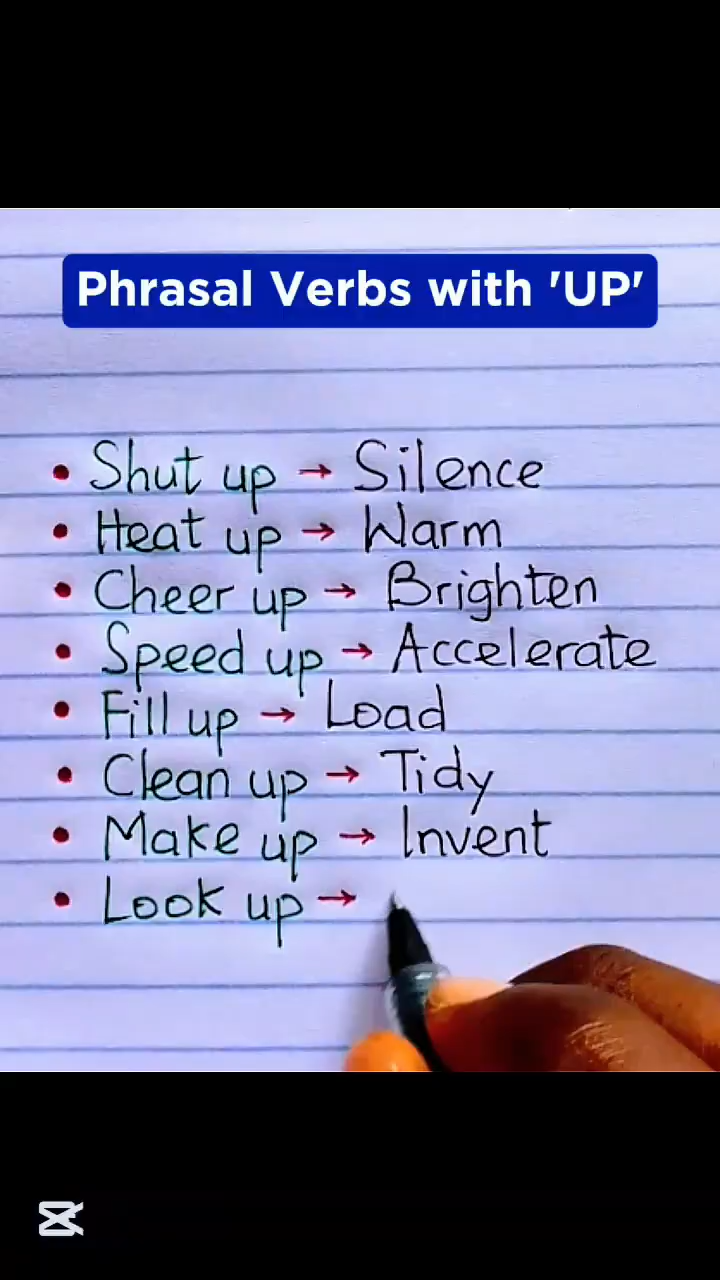 Phrasal Verbs with 'UP'
• Shut up → Silence
• Heat up → Warm
• Cheer up → Brighten
• Speed up → Accelerate
• Fill up → Load
• Clean up → Tidy
• Make up → Invent
• Look up →